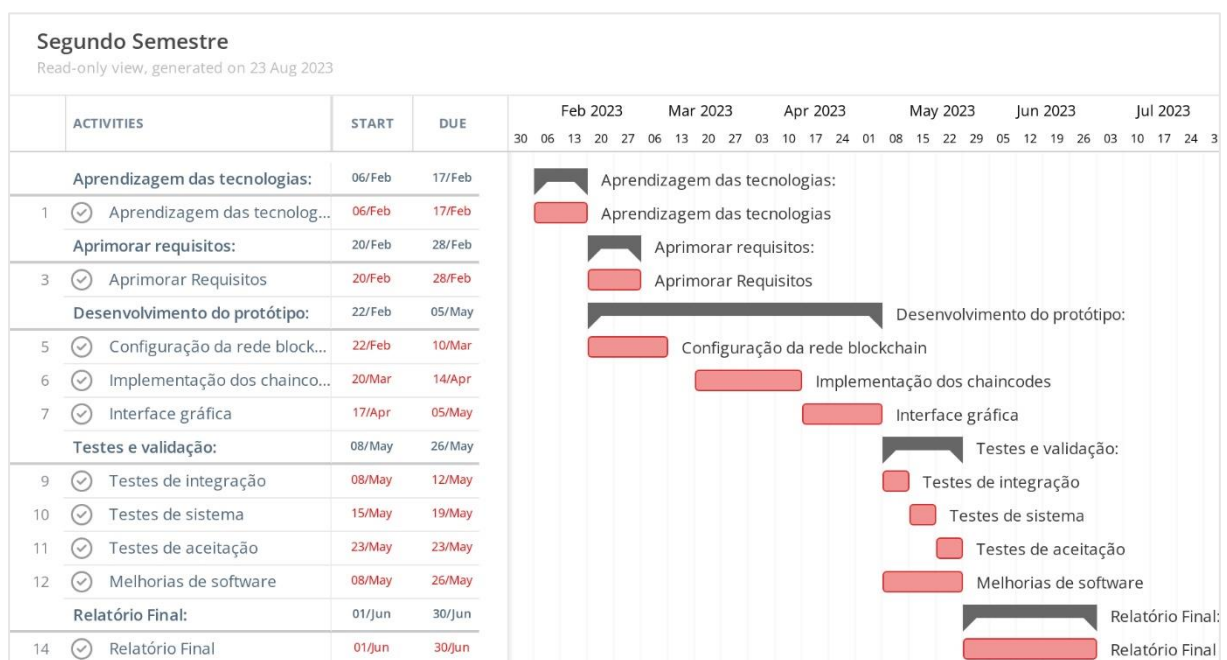 Segundo Semestre
Read-only view, generated on 23 Aug 2023
ACTIVITIES START DUE Feb 2023 Mar 2023 Apr 2023 May 2023 Jun 2023 Jul 2023
30 06 13 20 27 06 13 20 27 03 10 17 24 01 08 15 22 29 05 12 19 26 03 10 17 24 3
Aprendizagem das tecnologias: 06/Feb 17/Feb Aprendizagem das tecnologias:
1 Aprendizagem das tecnolog... 06/Feb 17/Feb Aprendizagem das tecnologias
Aprimorar requisitos: 20/Feb 28/Feb Aprimorar requisitos:
3 Aprimorar Requisitos 20/Feb 28/Feb Aprimorar Requisitos
Desenvolvimento do protótipo: 22/Feb 05/May Desenvolvimento do protótipo:
5 Configuração da rede block... 22/Feb 10/Mar Configuração da rede blockchain
6 Implementação dos chainco... 20/Mar 14/Apr Implementação dos chaincodes
7 Interface gráfica 17/Apr 05/May Interface gráfica
Testes e validação: 08/May 26/May Testes e validação:
9 Testes de integração 08/May 12/May Testes de integração
10 Testes de sistema 15/May 19/May Testes de sistema
11 Testes de aceitação 23/May 23/May Testes de aceitação
12 Melhorias de software 08/May 26/May Melhorias de software
Relatório Final: 01/Jun 30/Jun Relatório Final:
14 Relatório Final 01/Jun 30/Jun Relatório Final